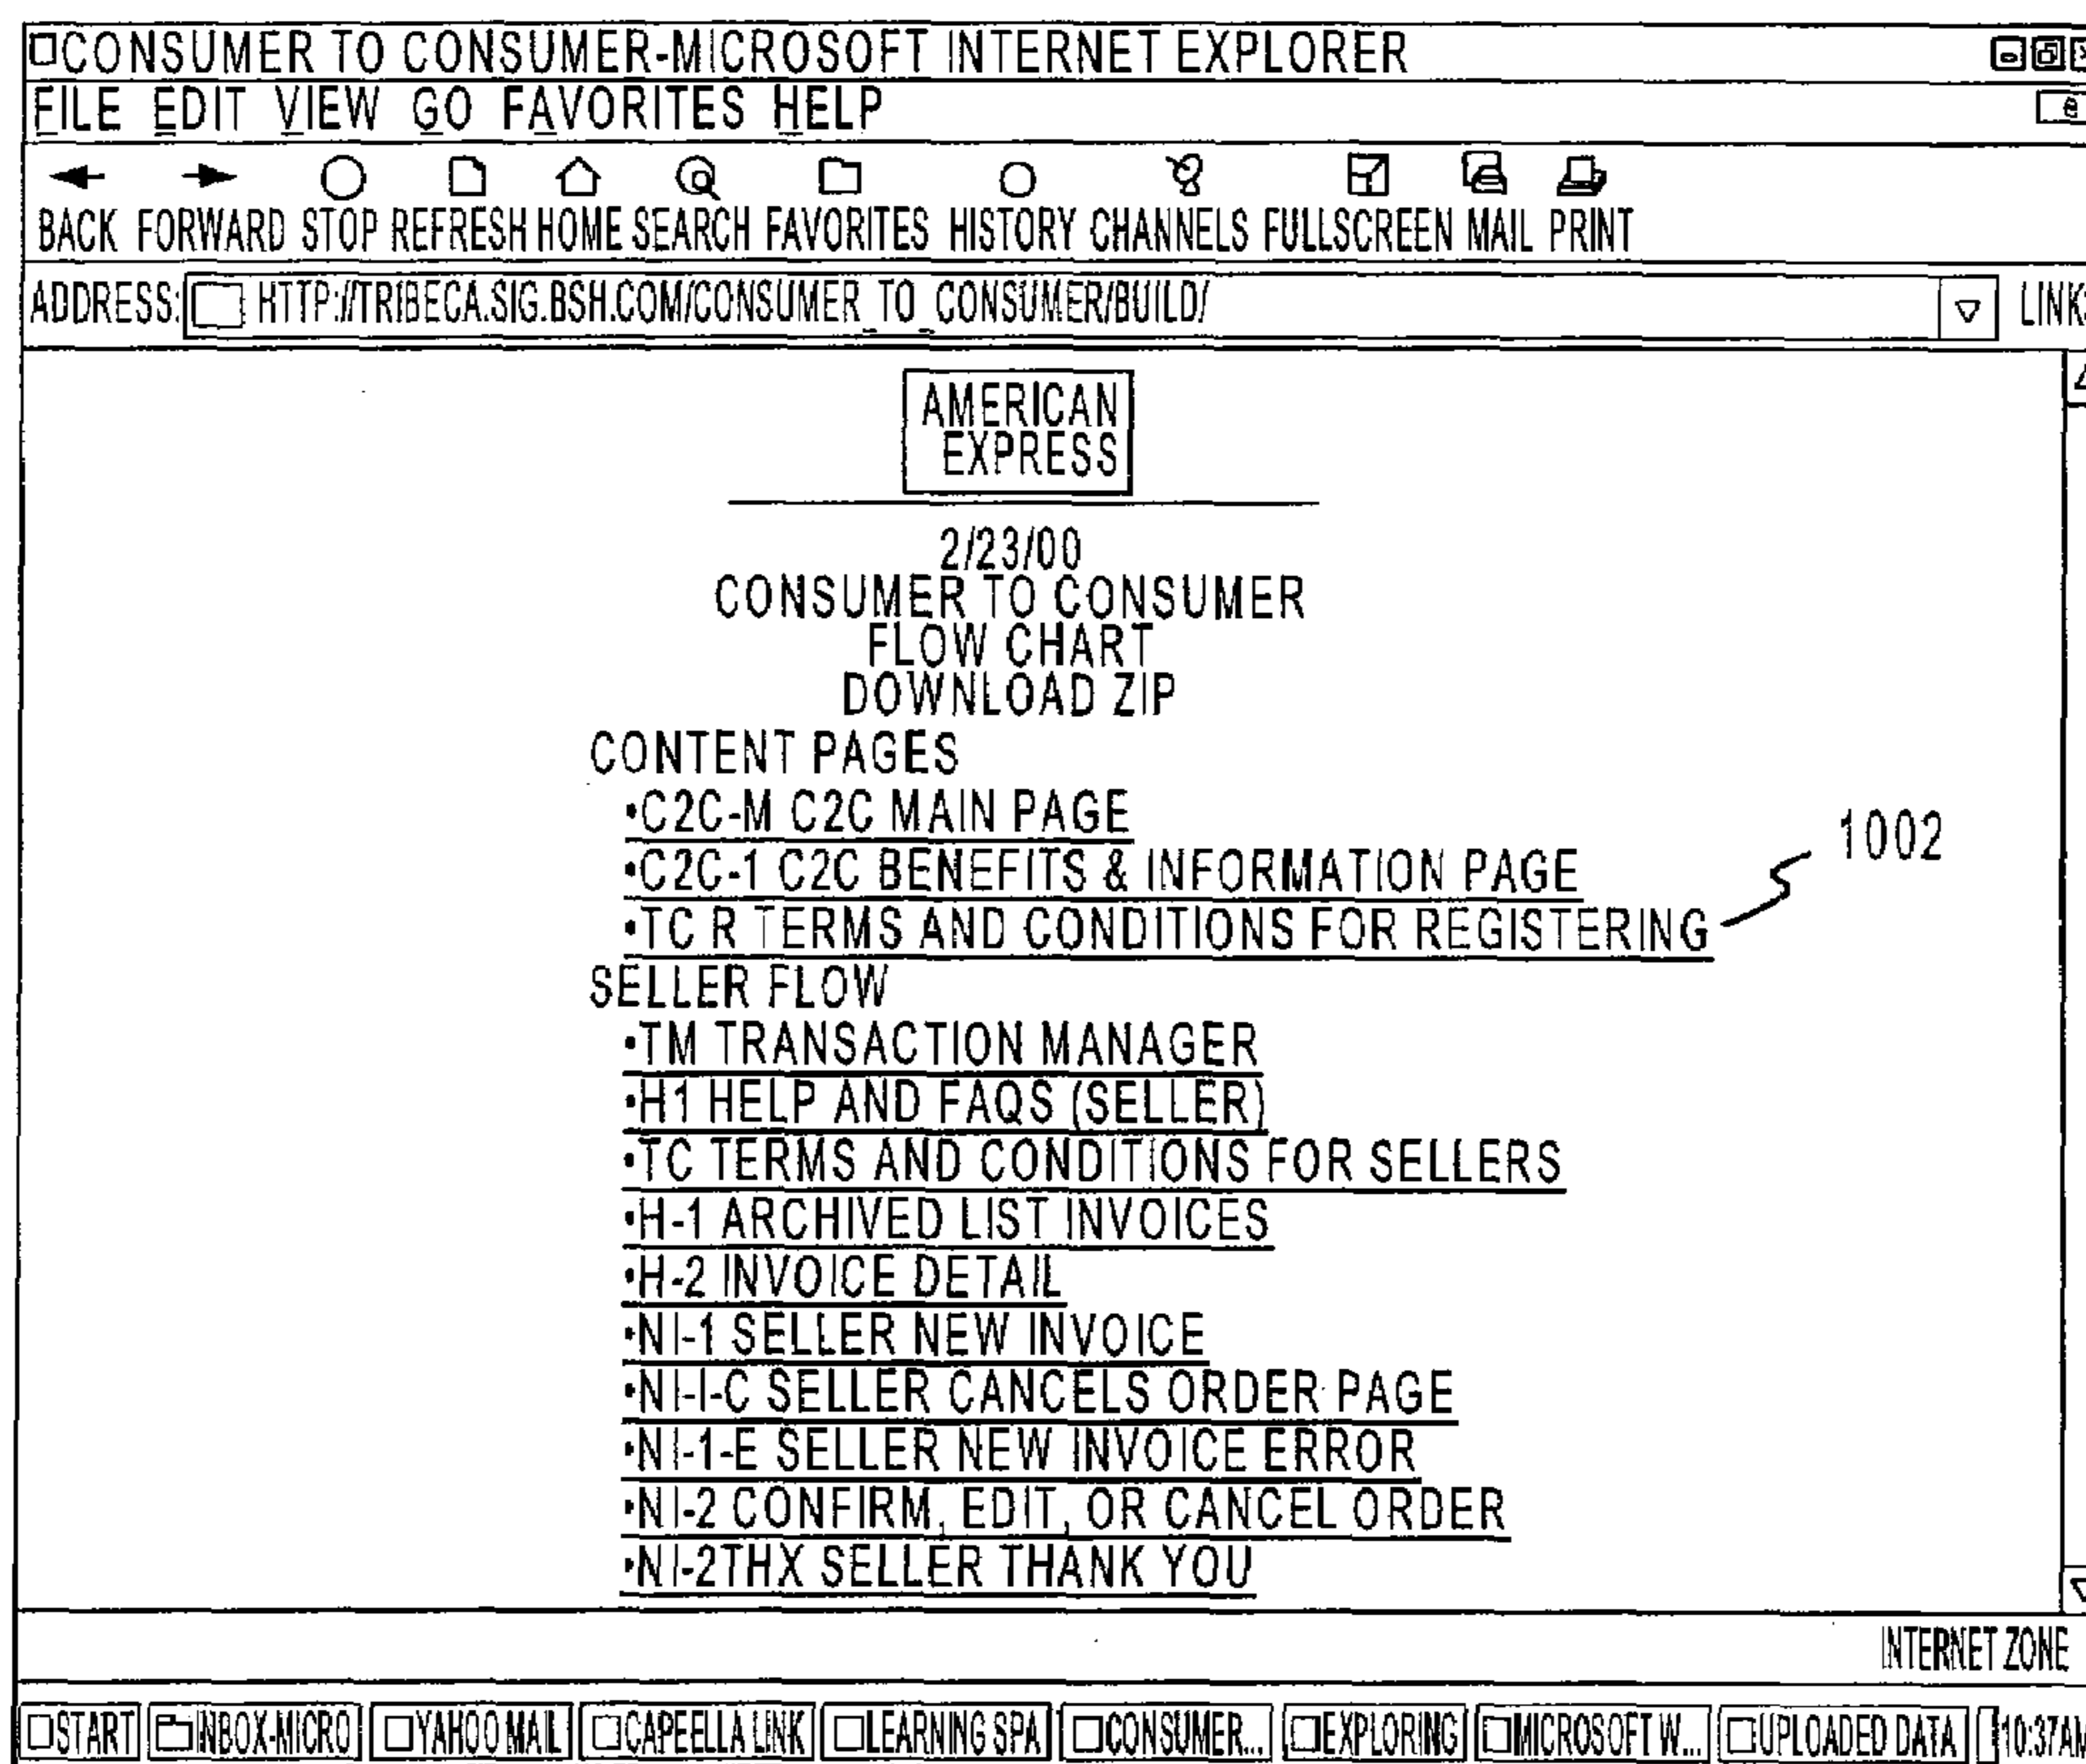 CONSUMER TO CONSUMER-MICROSOFT INTERNET EXPLORER
FILE EDIT VIEW GO FAVORITES HELP
e
BACK FORWARD STOP REFRESH HOME SEARCH FAVORITES HISTORY CHANNELS FULLSCREEN MAIL PRINT
ADDRESS: HTTP://TRIBECA.SIG.BSH.COM/CONSUMER_TO_CONSUMER/BUILD/ LINKS
AMERICAN
EXPRESS
2/23/00
CONSUMER TO CONSUMER
FLOW CHART
DOWNLOAD ZIP
CONTENT PAGES
•C2C-M C2C MAIN PAGE
1002
•C2C-1 C2C BENEFITS & INFORMATION PAGE
•TC R TERMS AND CONDITIONS FOR REGISTERING
SELLER FLOW
•TM TRANSACTION MANAGER
•H1 HELP AND FAQS (SELLER)
•TC TERMS AND CONDITIONS FOR SELLERS
•H-1 ARCHIVED LIST INVOICES
•H-2 INVOICE DETAIL
•NI-1 SELLER NEW INVOICE
•NI-I-C SELLER CANCELS ORDER PAGE
•NI-1-E SELLER NEW INVOICE ERROR
•NI-2 CONFIRM, EDIT, OR CANCEL ORDER
•NI-2THX SELLER THANK YOU
INTERNET ZONE
START INBOX-MICRO YAHOO MAIL CAPEELLA LINK LEARNING SPA CONSUMER... EXPLORING MICROSOFT W... UPLOADED DATA 10:37AM